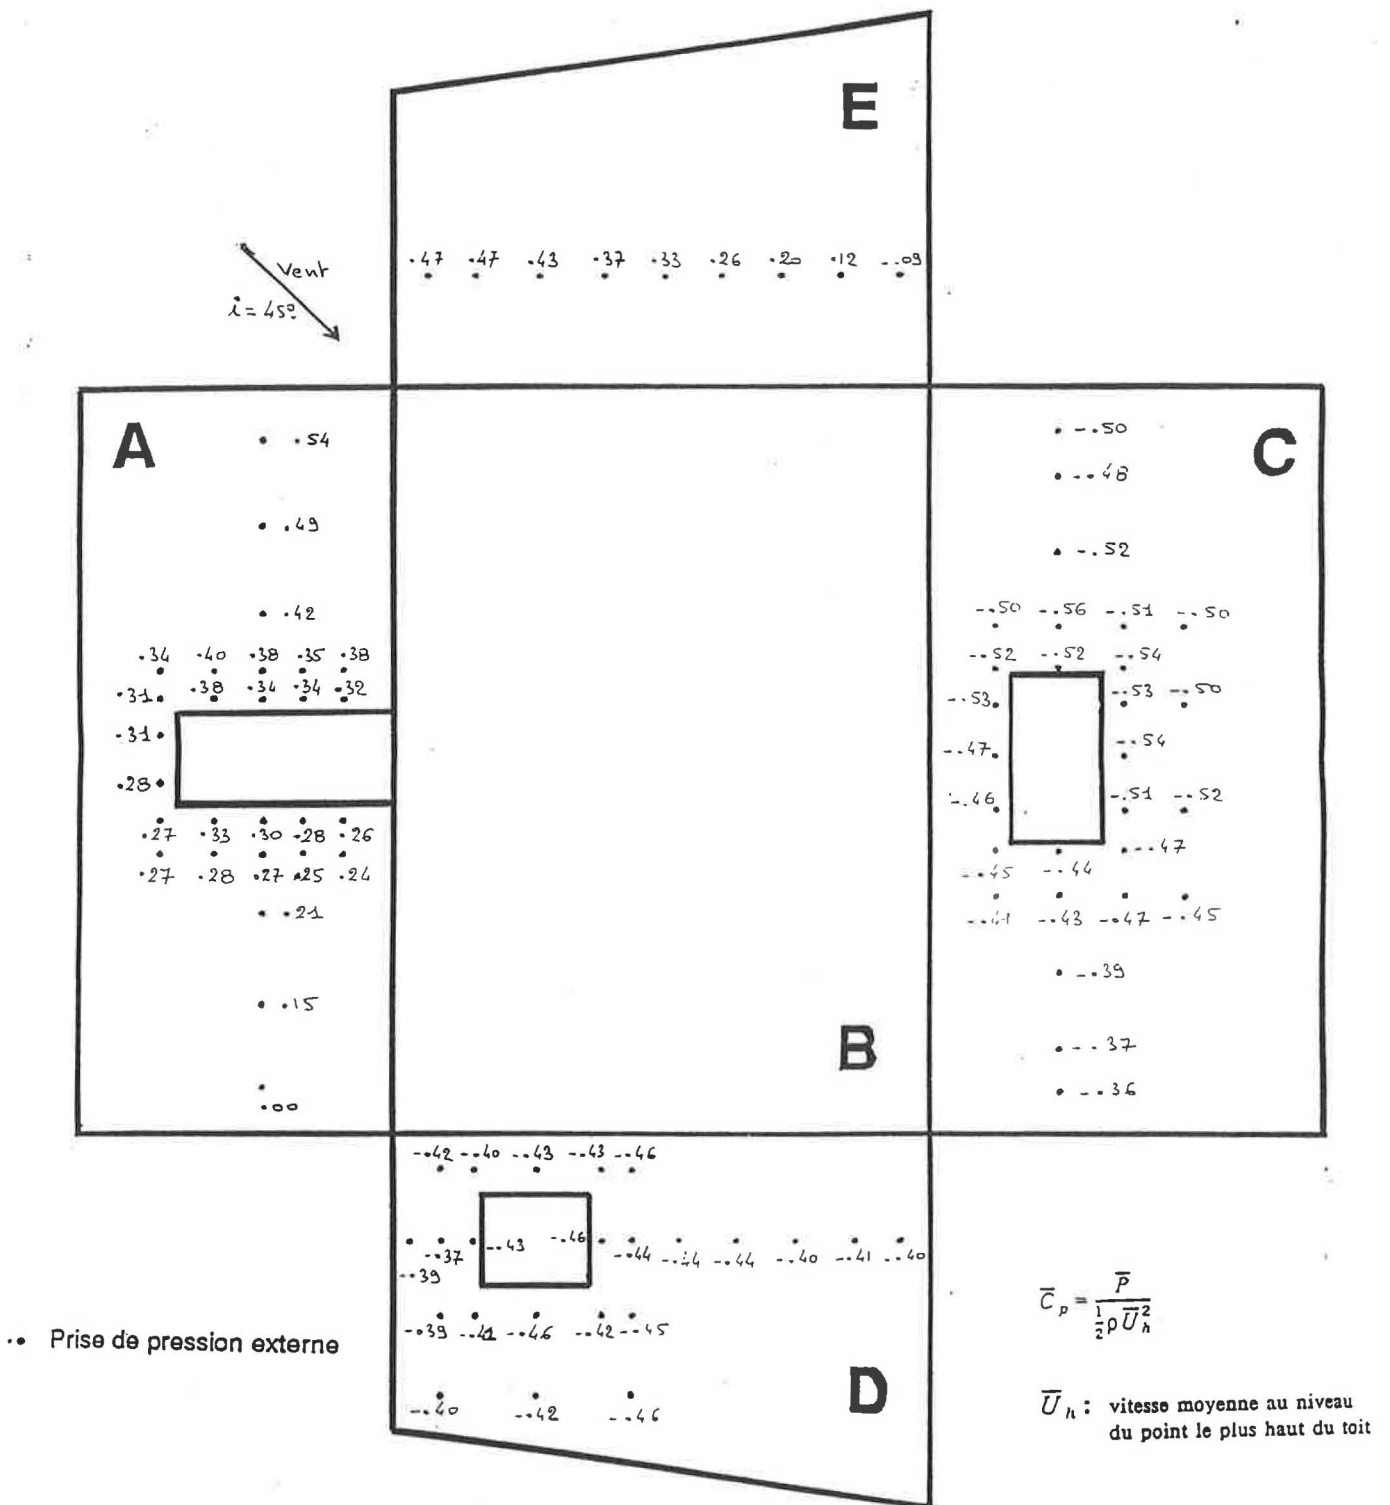 E
.47 .47 .43 .37 .33 .26 .20 .12 -.09
Vent
i = 45°
A
.54
.49
.42
.34 .40 .38 .35 .38
.31 .38 .34 .34 .32
.31
.28
.27 .33 .30 .28 .26
.27 .28 .27 .25 .24
.21
.15
.00
C
-.50
-.48
-.52
-.50 -.56 -.51 -.50
-.52 -.52 -.54
-.53 -.53 -.50
-.47 -.54
-.46 -.51 -.52
-.47
-.45 -.44
-.41 -.43 -.47 -.45
-.39
-.37
-.36
B
-.42 -.40 -.43 -.43 -.46
-.37 -.43 -.46 -.44 -.44 -.44 -.40 -.41 -.40
-.39
-.39 -.41 -.46 -.42 -.45
-.40 -.42 -.46
D
Prise de pression externe
C̅p = P̅ / ½ ρ U̅h²
U̅h : vitesse moyenne au niveau
du point le plus haut du toit